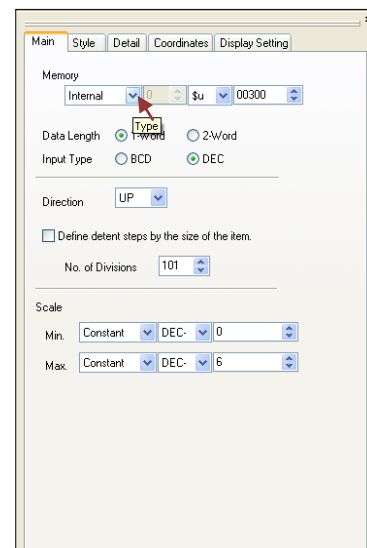 Main Style Detail Coordinates Display Setting
Memory
Internal 0 $u 00300
Type
Data Length 1-Word 2-Word
Input Type BCD DEC
Direction UP
Define detent steps by the size of the item.
No. of Divisions 101
Scale
Min. Constant DEC- 0
Max. Constant DEC- 6